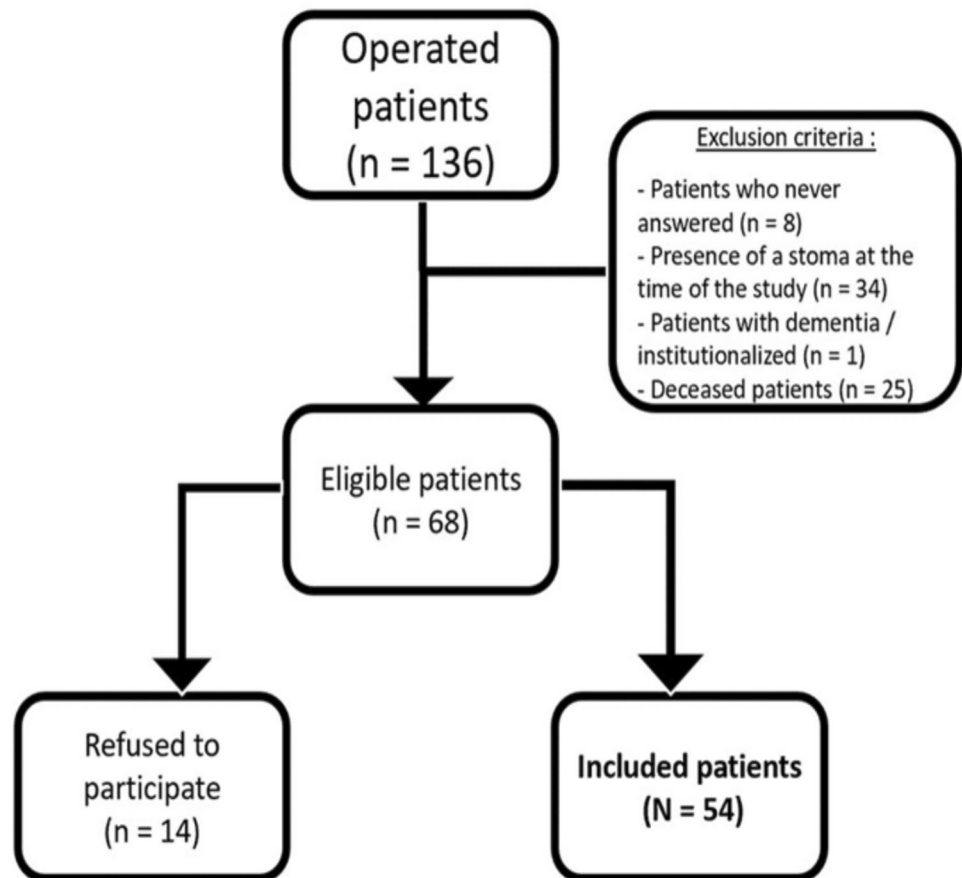 Operated
patients
(n = 136)
Exclusion criteria :
- Patients who never
answered (n = 8)
- Presence of a stoma at the
time of the study (n = 34)
- Patients with dementia /
institutionalized (n = 1)
- Deceased patients (n = 25)
Eligible patients
(n = 68)
Refused to
participate
(n = 14)
Included patients
(N = 54)